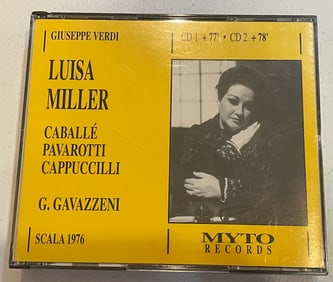 GIUSEPPE VERDI
CD 1 + 77' • CD 2 + 78'
LUISA
MILLER
CABALLÉ
PAVAROTTI
CAPPUCCILLI
G. GAVAZZENI
SCALA 1976
MYTO
RECORDS